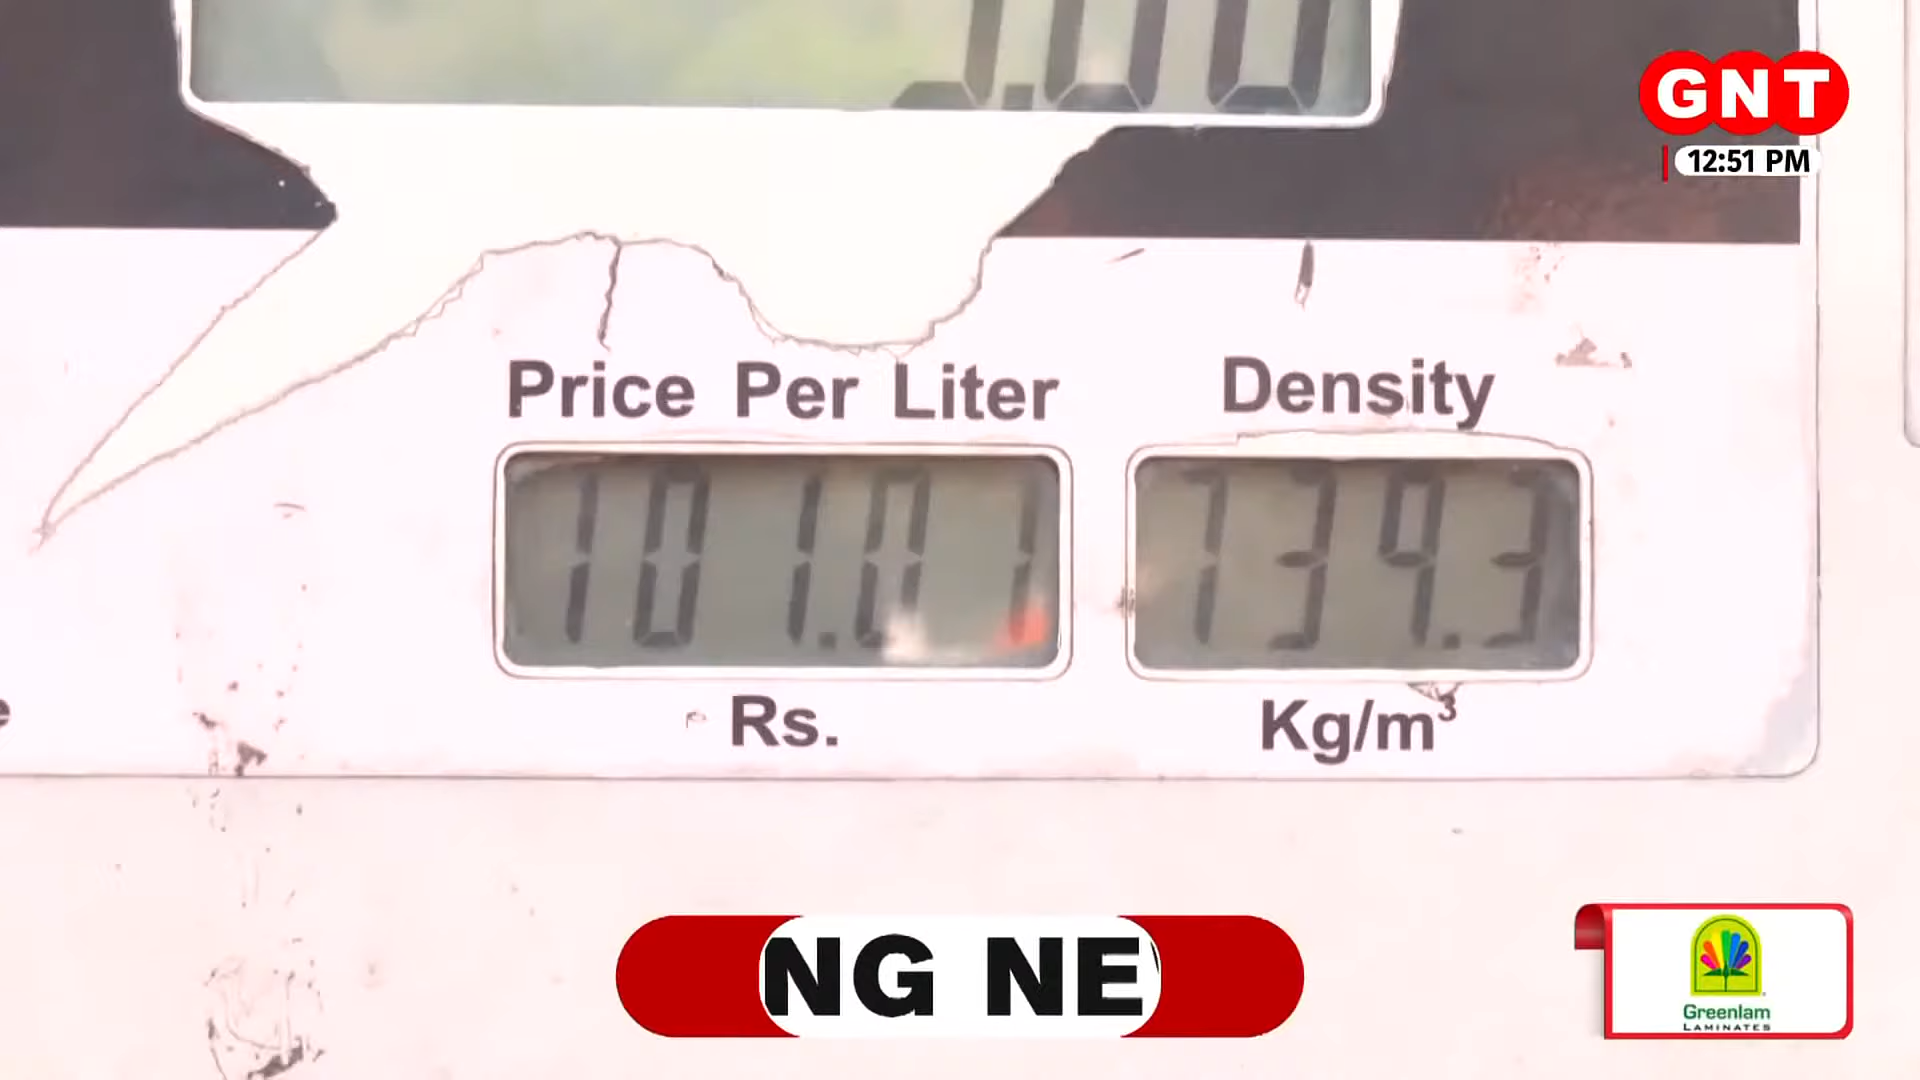 GNT
12:51 PM
Price Per Liter
Density
101.01
739.3
Rs.
Kg/m³
NG NE
Greenlam
LAMINATES